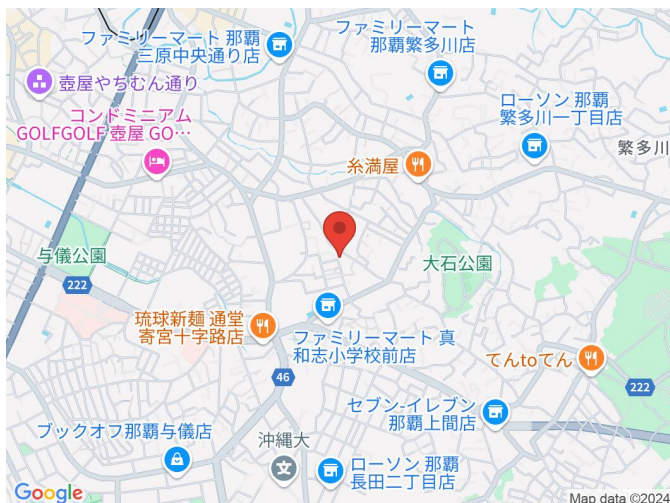 ファミリーマート 那覇
三原中央通り店
ファミリーマート
那覇繁多川店
壺屋やちむん通り
コンドミニアム
GOLFGOLF 壺屋 GO…
ローソン 那覇
繁多川一丁目店
繁多川
糸満屋
与儀公園
222
大石公園
琉球新麺 通堂
寄宮十字路店
ファミリーマート 真
和志小学校前店
46
てんtoてん
222
セブン-イレブン
那覇上間店
ブックオフ那覇与儀店
沖縄大
ローソン 那覇
長田二丁目店
Google
Map data ©2024